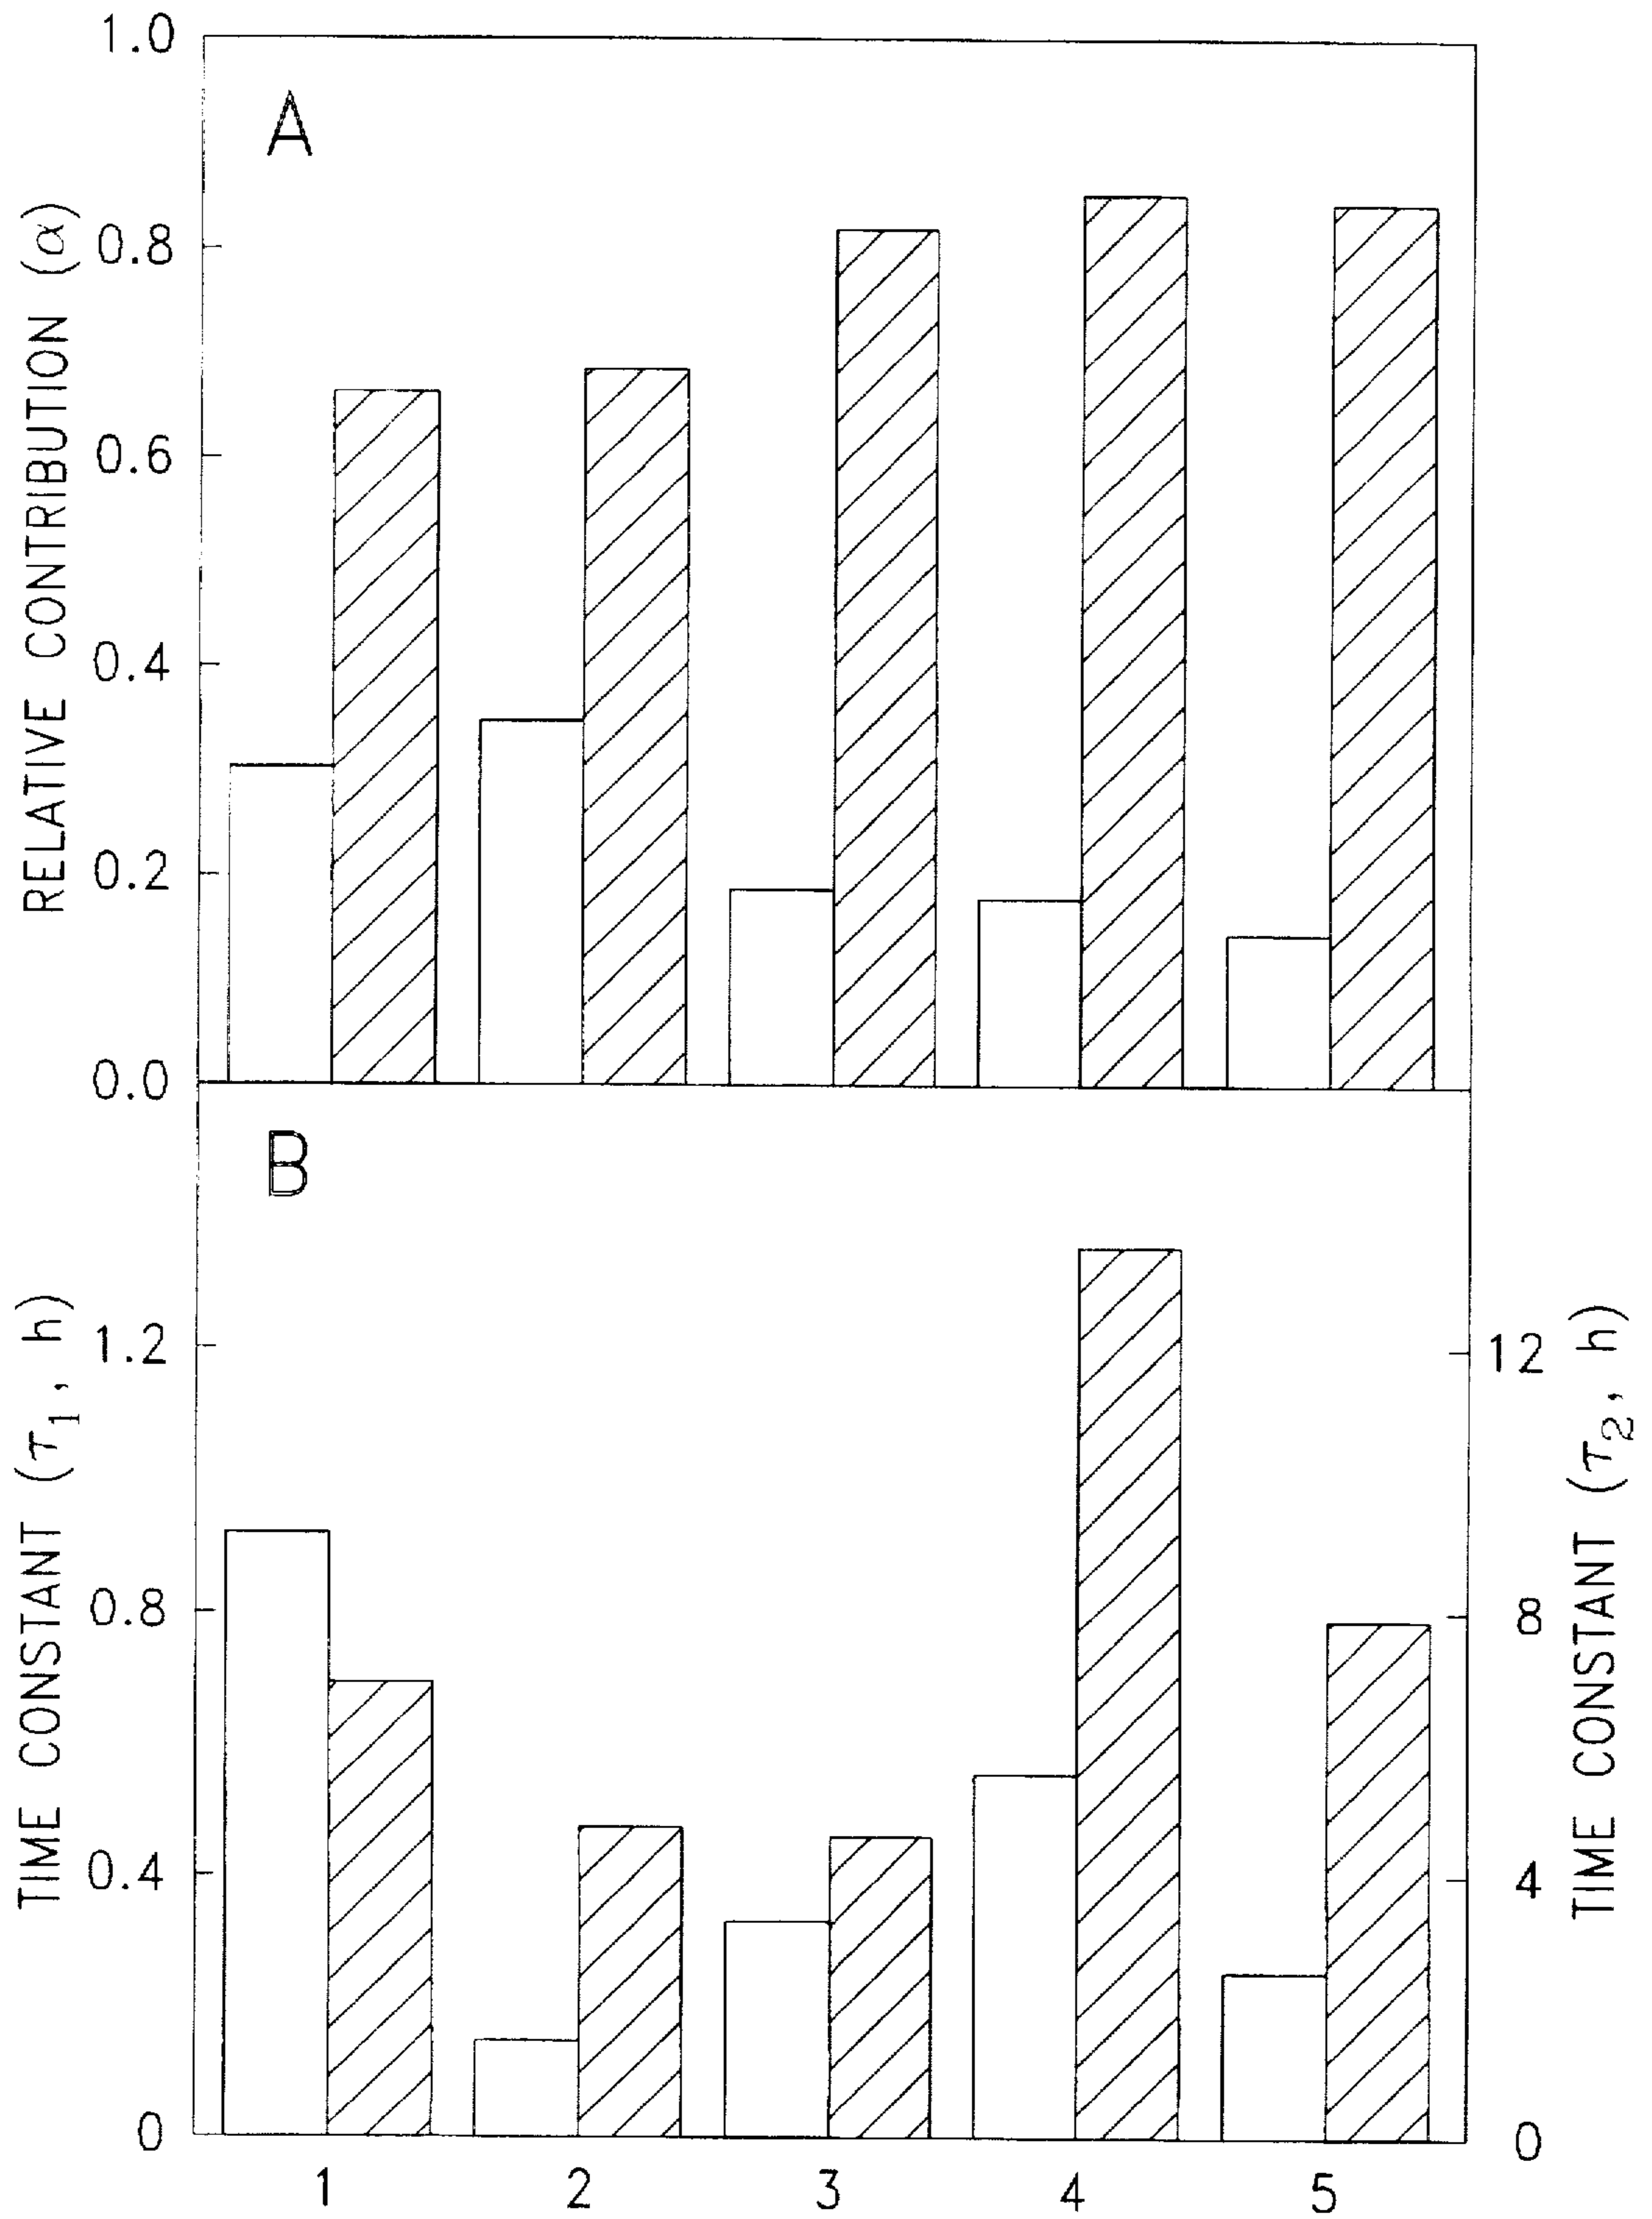 A
RELATIVE CONTRIBUTION (α)
1.0
0.8
0.6
0.4
0.2
0.0
B
TIME CONSTANT (τ1, h)
1.2
0.8
0.4
0
TIME CONSTANT (τ2, h)
12
8
4
0
1 2 3 4 5